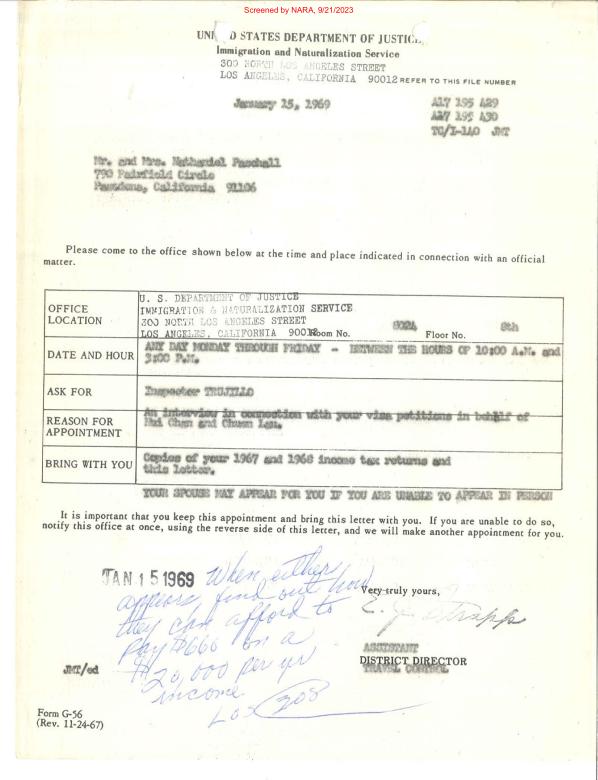 Screened by NARA, 9/21/2023
UNITED STATES DEPARTMENT OF JUSTICE
Immigration and Naturalization Service
300 NORTH LOS ANGELES STREET
LOS ANGELES, CALIFORNIA 90012 REFER TO THIS FILE NUMBER
January 15, 1969
A17 195 429
A17 195 430
TC/I-140 JMT
Mr. and Mrs. Nathaniel Paschall
790 Fairfield Circle
Pasadena, California 91106
Please come to the office shown below at the time and place indicated in connection with an official
matter.
OFFICE LOCATION
U. S. DEPARTMENT OF JUSTICE
IMMIGRATION & NATURALIZATION SERVICE
300 NORTH LOS ANGELES STREET
LOS ANGELES, CALIFORNIA 90012 Room No. 8024 Floor No. 8th
DATE AND HOUR
ANY DAY MONDAY THROUGH FRIDAY - BETWEEN THE HOURS OF 10:00 A.M. and
3:00 P.M.
ASK FOR
Inspector TRUJILLO
REASON FOR APPOINTMENT
An interview in connection with your visa petitions in behalf of
Hui Chan and Chuen Lau.
BRING WITH YOU
Copies of your 1967 and 1968 income tax returns and
this letter.
YOUR SPOUSE MAY APPEAR FOR YOU IF YOU ARE UNABLE TO APPEAR IN PERSON
It is important that you keep this appointment and bring this letter with you. If you are unable to do so,
notify this office at once, using the reverse side of this letter, and we will make another appointment for you.
JAN 15 1969
When either
appears, find out how
they can afford to
pay $666 on a
$20,000 per yr
income
Los 308
Very truly yours,
JMT/ed
ASSISTANT
DISTRICT DIRECTOR
TRAVEL CONTROL
Form G-56
(Rev. 11-24-67)